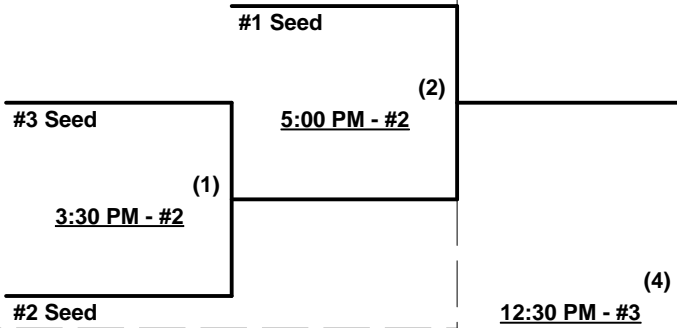 #1 Seed
(2)
#3 Seed
5:00 PM - #2
(1)
3:30 PM - #2
(4)
#2 Seed
12:30 PM - #3